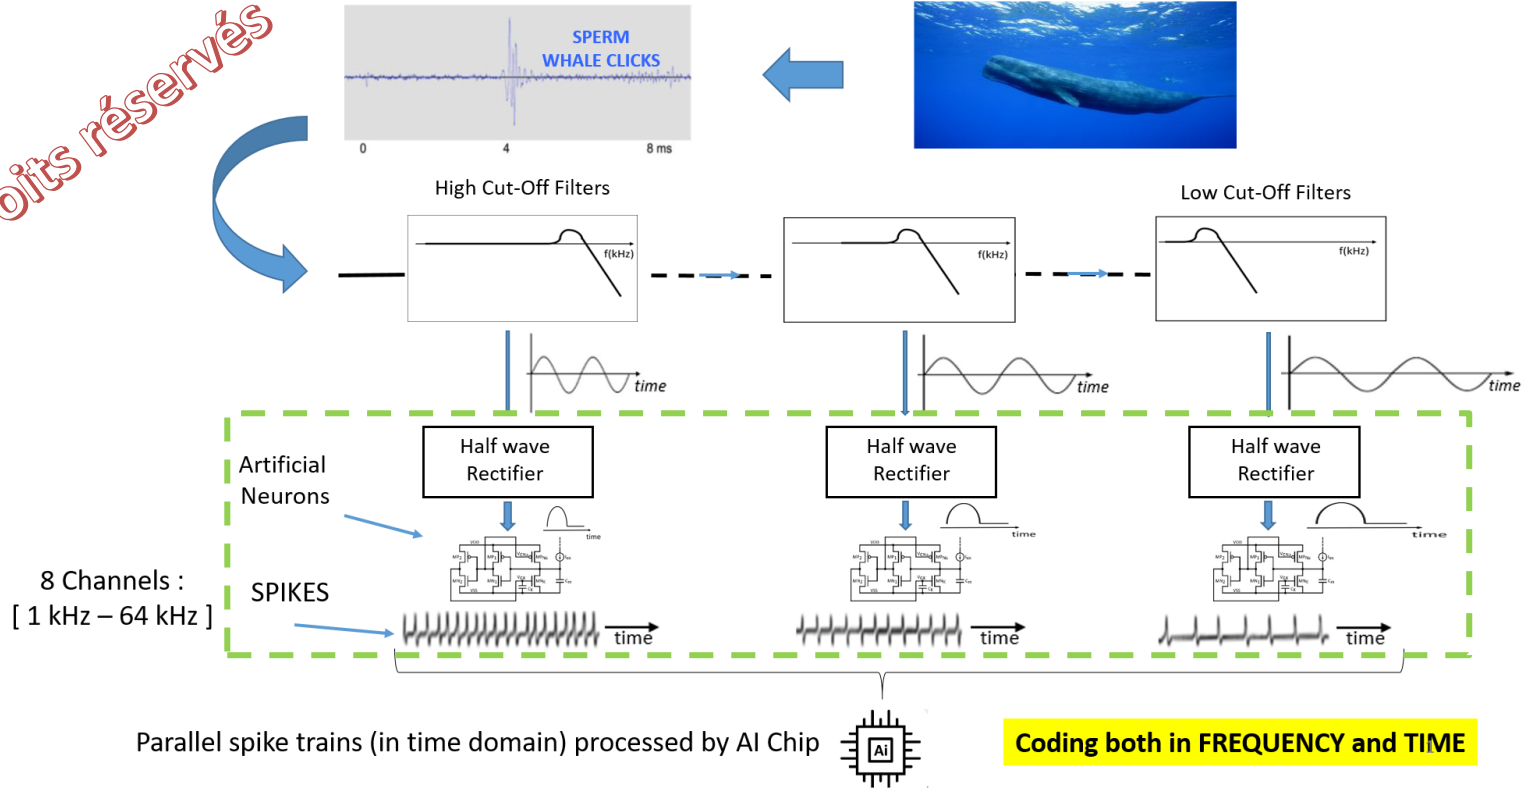 oits réservés
SPERM
WHALE CLICKS
0 4 8 ms
High Cut-Off Filters
Low Cut-Off Filters
f(kHz)
f(kHz)
f(kHz)
time
time
time
Half wave
Rectifier
Half wave
Rectifier
Half wave
Rectifier
Artificial
Neurons
time
time
time
8 Channels :
[ 1 kHz – 64 kHz ]
SPIKES
time
time
time
Parallel spike trains (in time domain) processed by AI Chip
Ai
Coding both in FREQUENCY and TIME